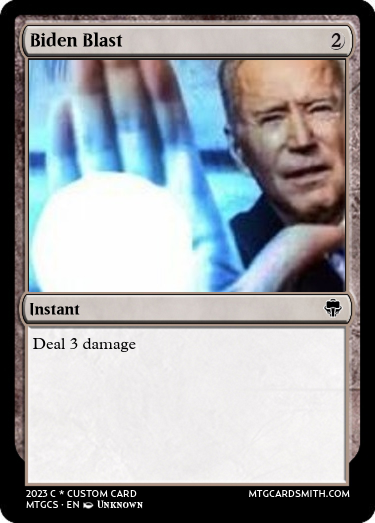 Biden Blast 2
Instant
Deal 3 damage
2023 C * CUSTOM CARD
MTGCARDSMITH.COM
MTGCS · EN UNKNOWN